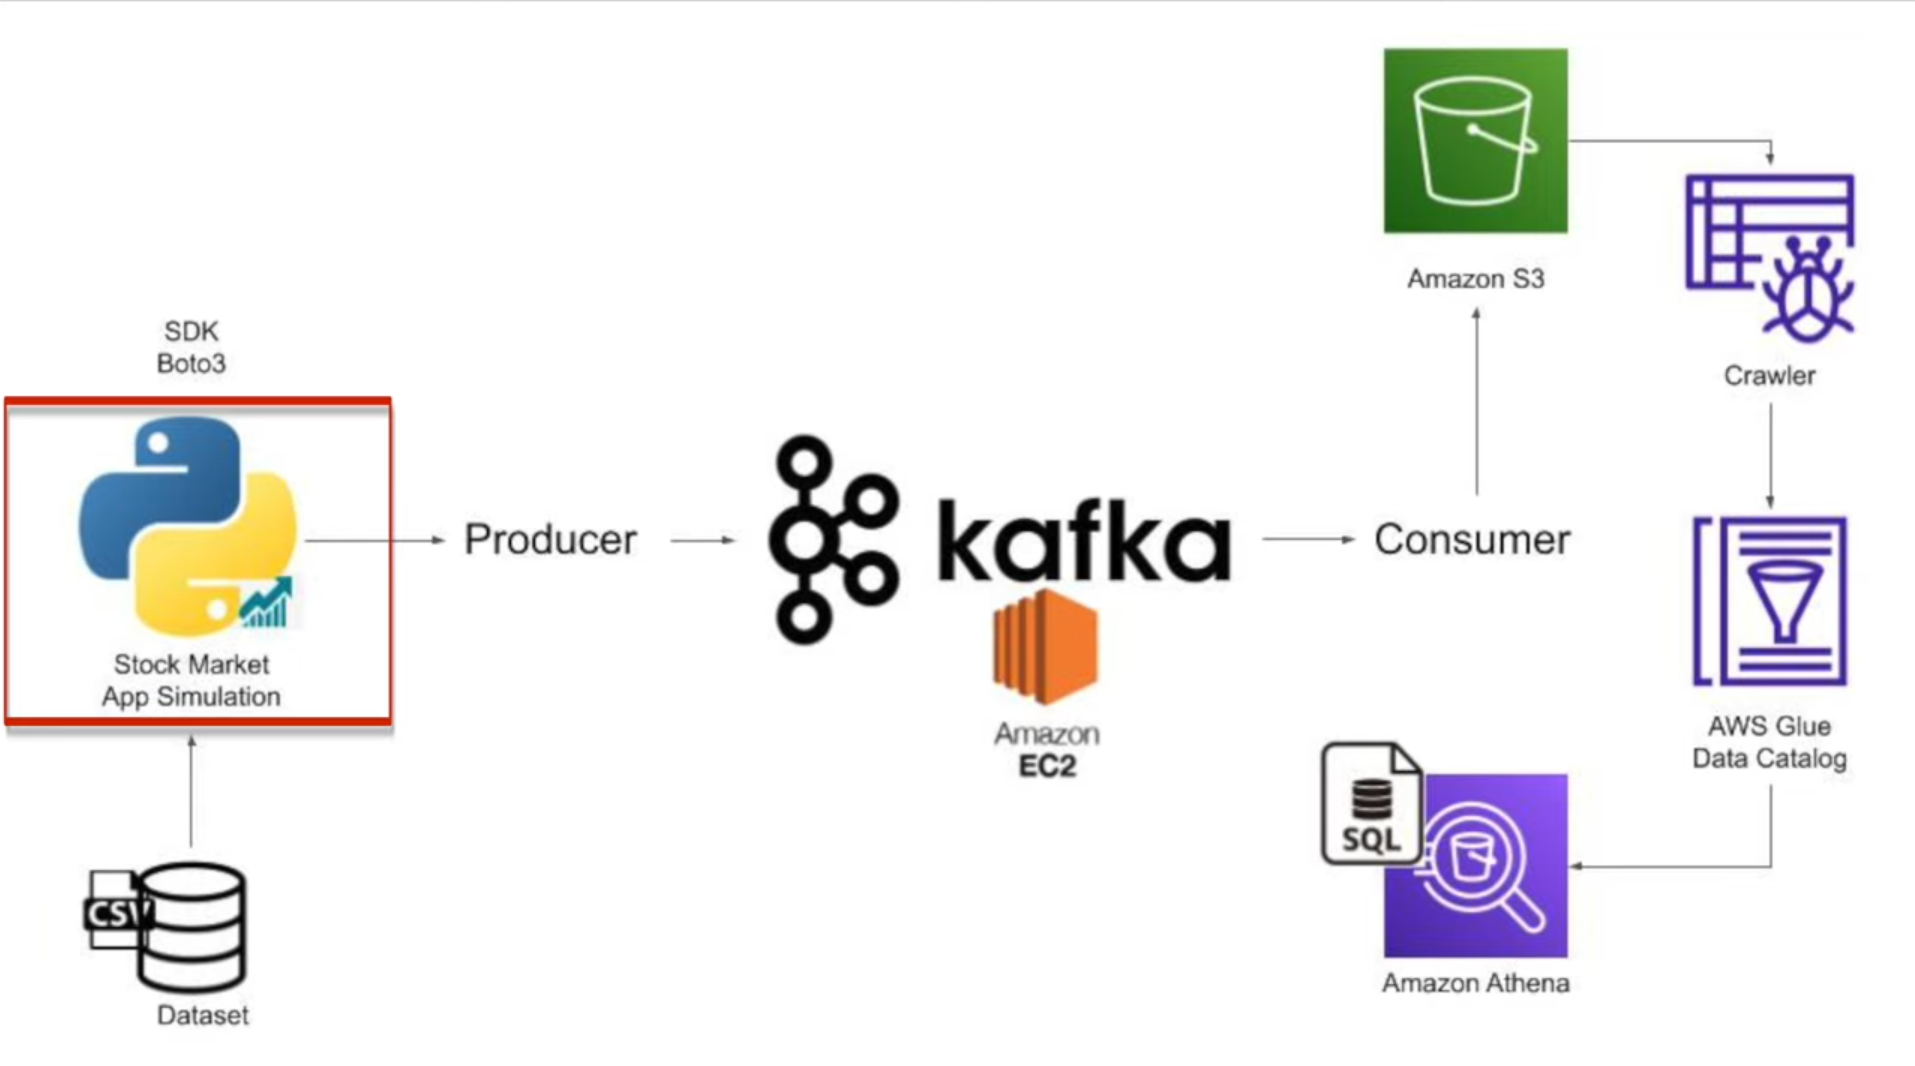 SDK
Boto3
Stock Market
App Simulation
CSV
Dataset
Producer
kafka
Amazon
EC2
Consumer
Amazon S3
Crawler
AWS Glue
Data Catalog
SQL
Amazon Athena